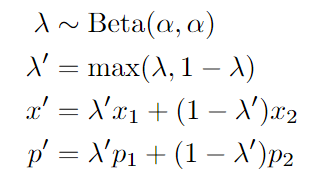 λ ∼ Beta(α, α)
λ′ = max(λ, 1 − λ)
x′ = λ′x₁ + (1 − λ′)x₂
p′ = λ′p₁ + (1 − λ′)p₂